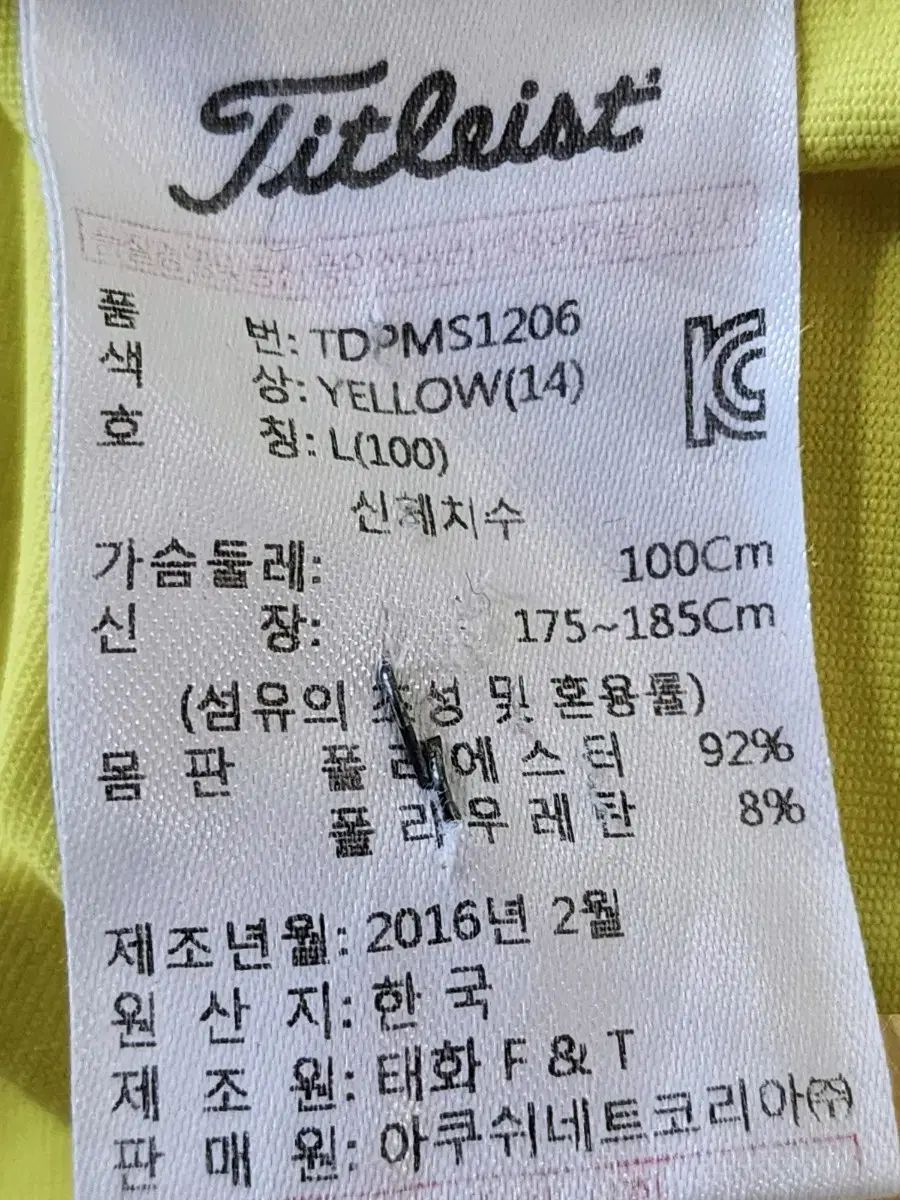 Titleist
품 번: TDPMS1206
색 상: YELLOW(14)
호 칭: L(100)
KC
신체치수
가슴둘레: 100Cm
신 장: 175~185Cm
(섬유의 조성 및 혼용률)
몸 판 폴리에스터 92%
폴리우레탄 8%
제조년월: 2016년 2월
원 산 지: 한 국
제 조 원: 태화 F & T
판 매 원: 아쿠쉬네트코리아㈜